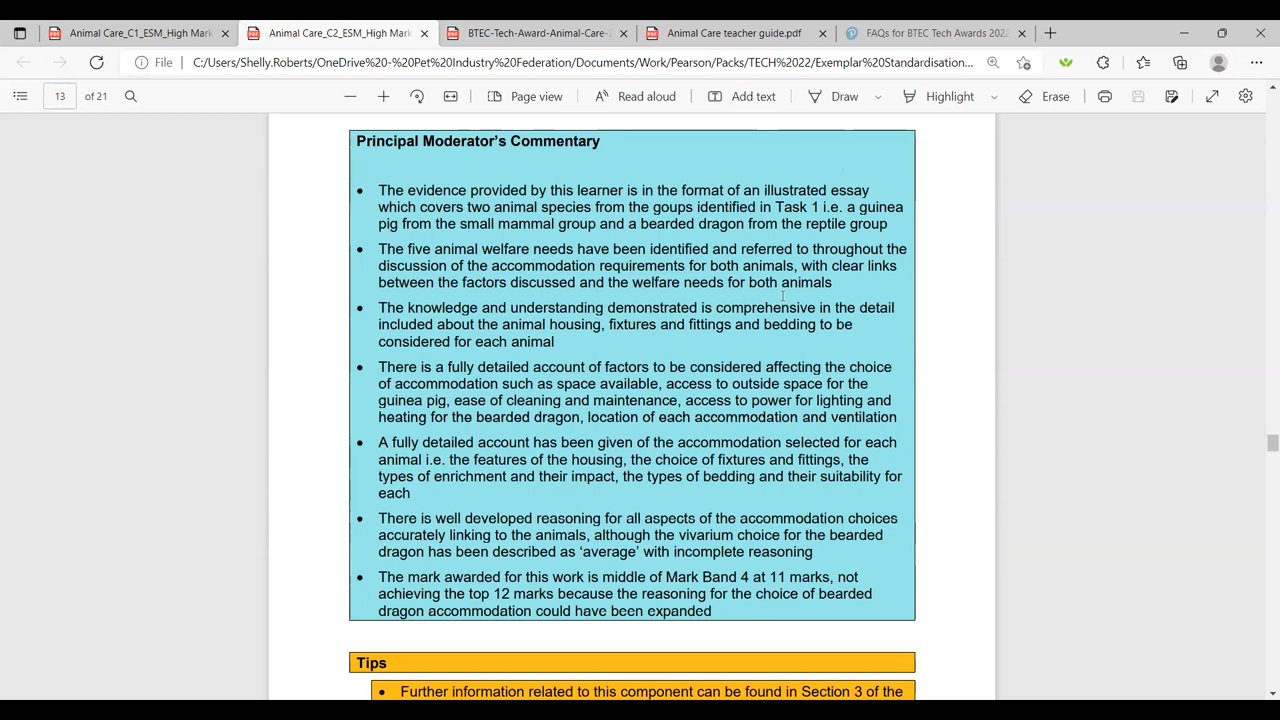 Animal Care_C1_ESM_High Mark
Animal Care_C2_ESM_High Mark
BTEC-Tech-Award-Animal-Care-2
Animal Care teacher guide.pdf
FAQs for BTEC Tech Awards 2022
File
C:/Users/Shelly.Roberts/OneDrive%20-%20Pet%20Industry%20Federation/Documents/Work/Pearson/Packs/TECH%2022/Exemplar%20Standardisation...
13 of 21
Page view
Read aloud
Add text
Draw
Highlight
Erase
Principal Moderator's Commentary
• The evidence provided by this learner is in the format of an illustrated essay
which covers two animal species from the goups identified in Task 1 i.e. a guinea
pig from the small mammal group and a bearded dragon from the reptile group
• The five animal welfare needs have been identified and referred to throughout the
discussion of the accommodation requirements for both animals, with clear links
between the factors discussed and the welfare needs for both animals
• The knowledge and understanding demonstrated is comprehensive in the detail
included about the animal housing, fixtures and fittings and bedding to be
considered for each animal
• There is a fully detailed account of factors to be considered affecting the choice
of accommodation such as space available, access to outside space for the
guinea pig, ease of cleaning and maintenance, access to power for lighting and
heating for the bearded dragon, location of each accommodation and ventilation
• A fully detailed account has been given of the accommodation selected for each
animal i.e. the features of the housing, the choice of fixtures and fittings, the
types of enrichment and their impact, the types of bedding and their suitability for
each
• There is well developed reasoning for all aspects of the accommodation choices
accurately linking to the animals, although the vivarium choice for the bearded
dragon has been described as 'average' with incomplete reasoning
• The mark awarded for this work is middle of Mark Band 4 at 11 marks, not
achieving the top 12 marks because the reasoning for the choice of bearded
dragon accommodation could have been expanded
Tips
• Further information related to this component can be found in Section 3 of the